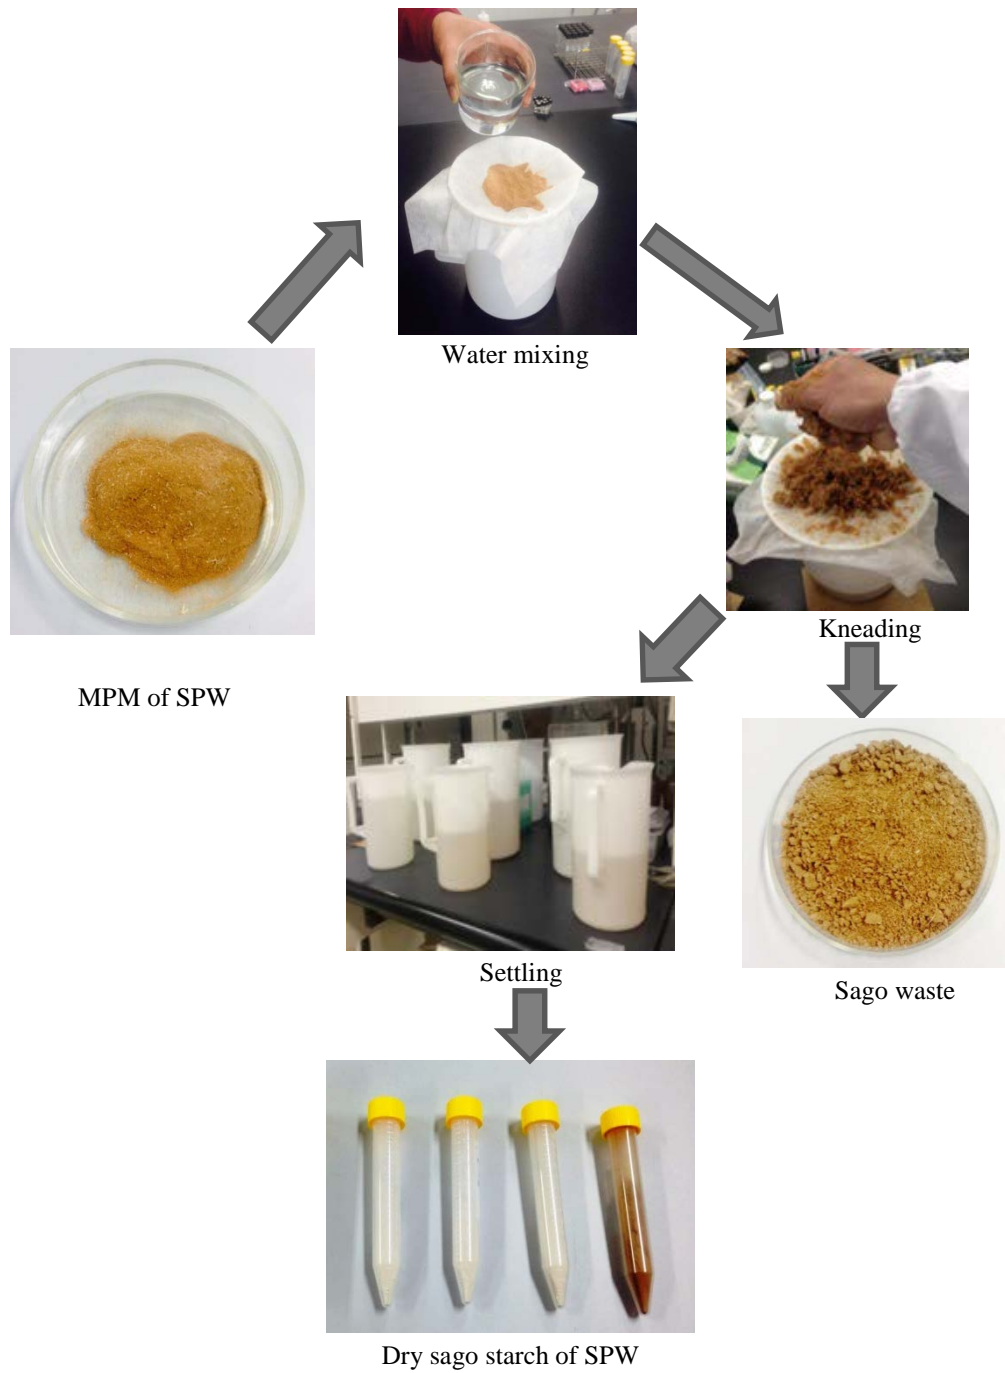 Water mixing
Kneading
MPM of SPW
Settling
Sago waste
Dry sago starch of SPW